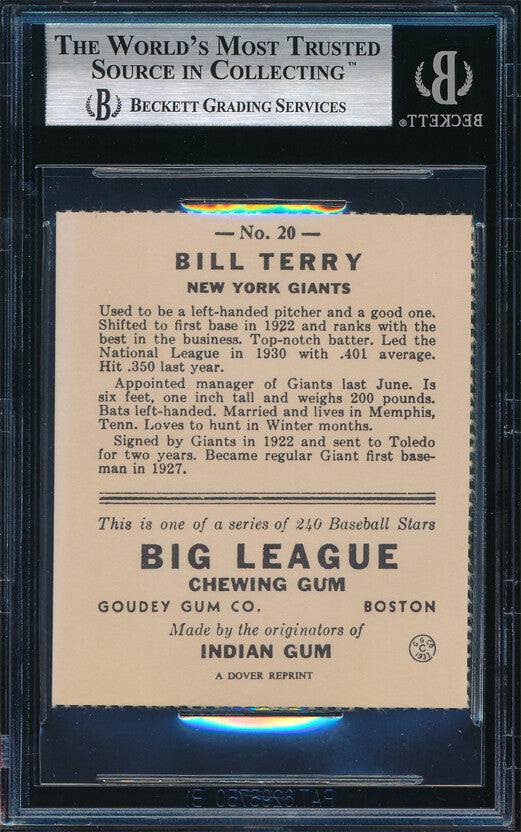 THE WORLD'S MOST TRUSTED
SOURCE IN COLLECTING™
B BECKETT GRADING SERVICES
B
BECKETT®
— No. 20 —
BILL TERRY
NEW YORK GIANTS
Used to be a left-handed pitcher and a good one.
Shifted to first base in 1922 and ranks with the
best in the business. Top-notch batter. Led the
National League in 1930 with .401 average.
Hit .350 last year.
Appointed manager of Giants last June. Is
six feet, one inch tall and weighs 200 pounds.
Bats left-handed. Married and lives in Memphis,
Tenn. Loves to hunt in Winter months.
Signed by Giants in 1922 and sent to Toledo
for two years. Became regular Giant first base-
man in 1927.
This is one of a series of 240 Baseball Stars
BIG LEAGUE
CHEWING GUM
GOUDEY GUM CO. BOSTON
Made by the originators of
INDIAN GUM
G G CO
C
1933
A DOVER REPRINT